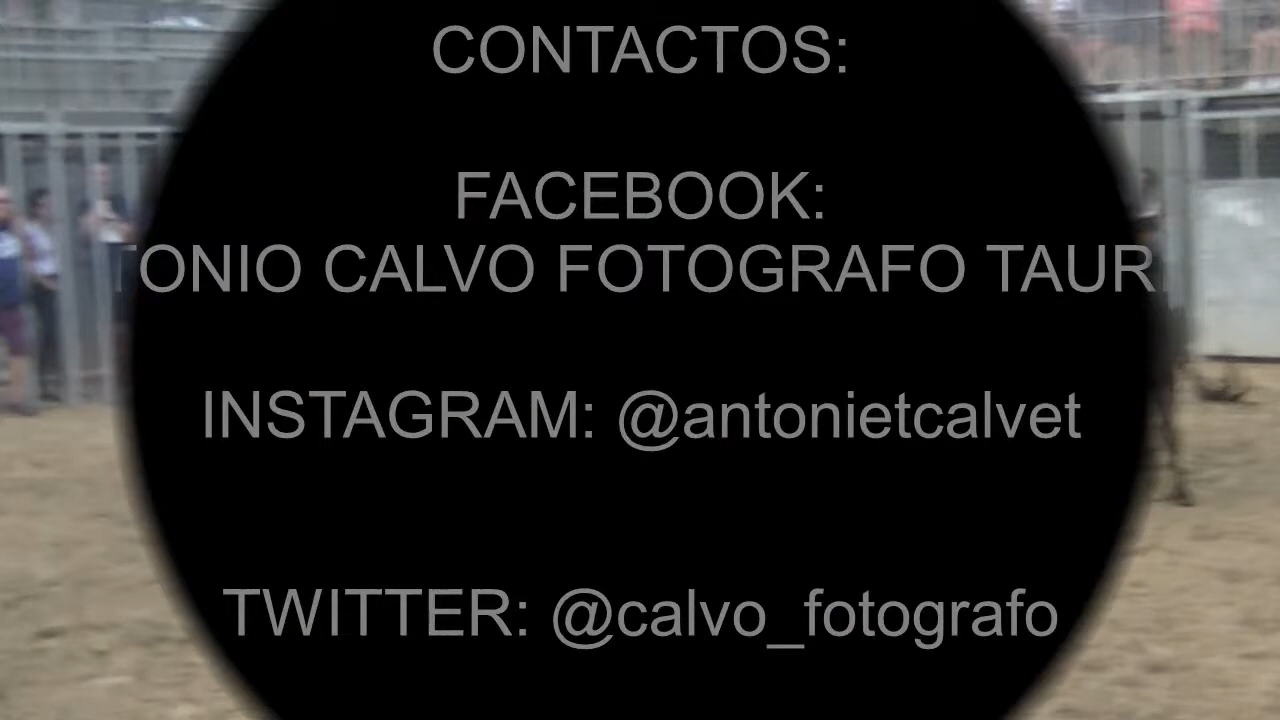 CONTACTOS:
FACEBOOK:
TONIO CALVO FOTOGRAFO TAUR
INSTAGRAM: @antonietcalvet
TWITTER: @calvo_fotografo